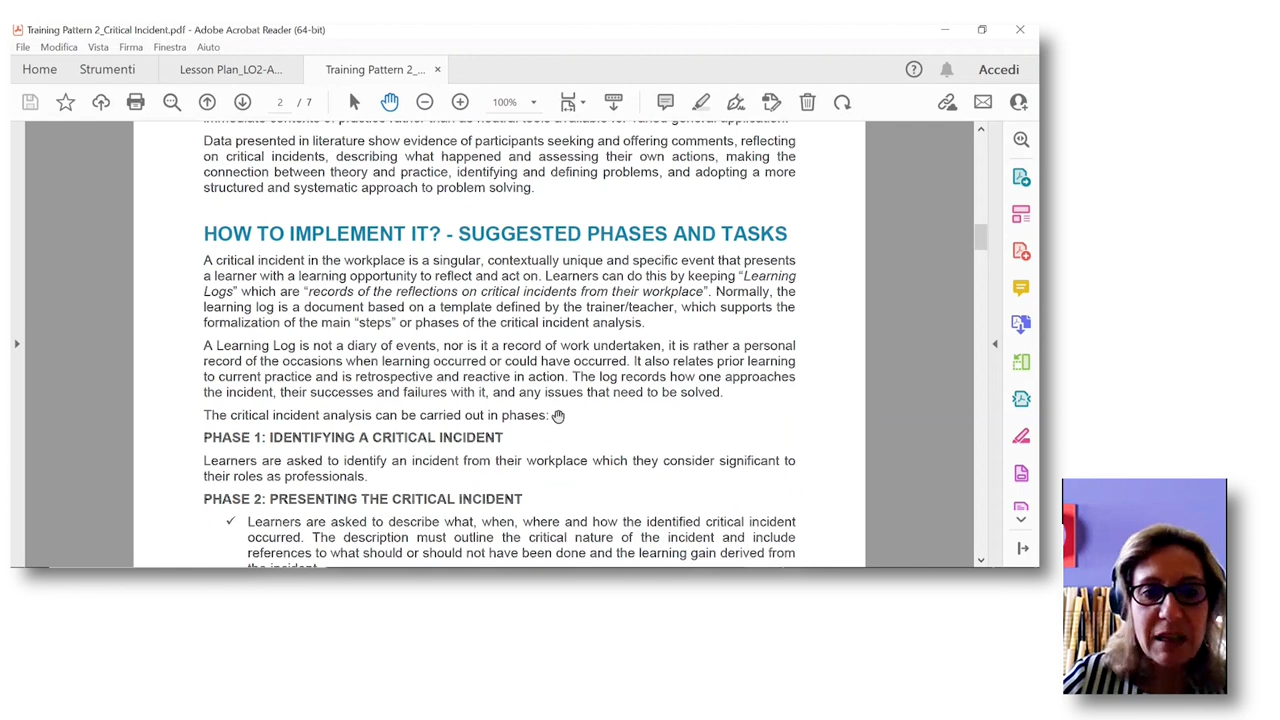 Training Pattern 2_Critical Incident.pdf - Adobe Acrobat Reader (64-bit)
File Modifica Vista Firma Finestra Aiuto
Home Strumenti Lesson Plan_LO2-A... Training Pattern 2_... × Accedi
2 / 7 100%
Data presented in literature show evidence of participants seeking and offering comments, reflecting
on critical incidents, describing what happened and assessing their own actions, making the
connection between theory and practice, identifying and defining problems, and adopting a more
structured and systematic approach to problem solving.
HOW TO IMPLEMENT IT? - SUGGESTED PHASES AND TASKS
A critical incident in the workplace is a singular, contextually unique and specific event that presents
a learner with a learning opportunity to reflect and act on. Learners can do this by keeping “Learning
Logs” which are “records of the reflections on critical incidents from their workplace”. Normally, the
learning log is a document based on a template defined by the trainer/teacher, which supports the
formalization of the main “steps” or phases of the critical incident analysis.
A Learning Log is not a diary of events, nor is it a record of work undertaken, it is rather a personal
record of the occasions when learning occurred or could have occurred. It also relates prior learning
to current practice and is retrospective and reactive in action. The log records how one approaches
the incident, their successes and failures with it, and any issues that need to be solved.
The critical incident analysis can be carried out in phases:
PHASE 1: IDENTIFYING A CRITICAL INCIDENT
Learners are asked to identify an incident from their workplace which they consider significant to
their roles as professionals.
PHASE 2: PRESENTING THE CRITICAL INCIDENT
✓ Learners are asked to describe what, when, where and how the identified critical incident
occurred. The description must outline the critical nature of the incident and include
references to what should or should not have been done and the learning gain derived from
the incident